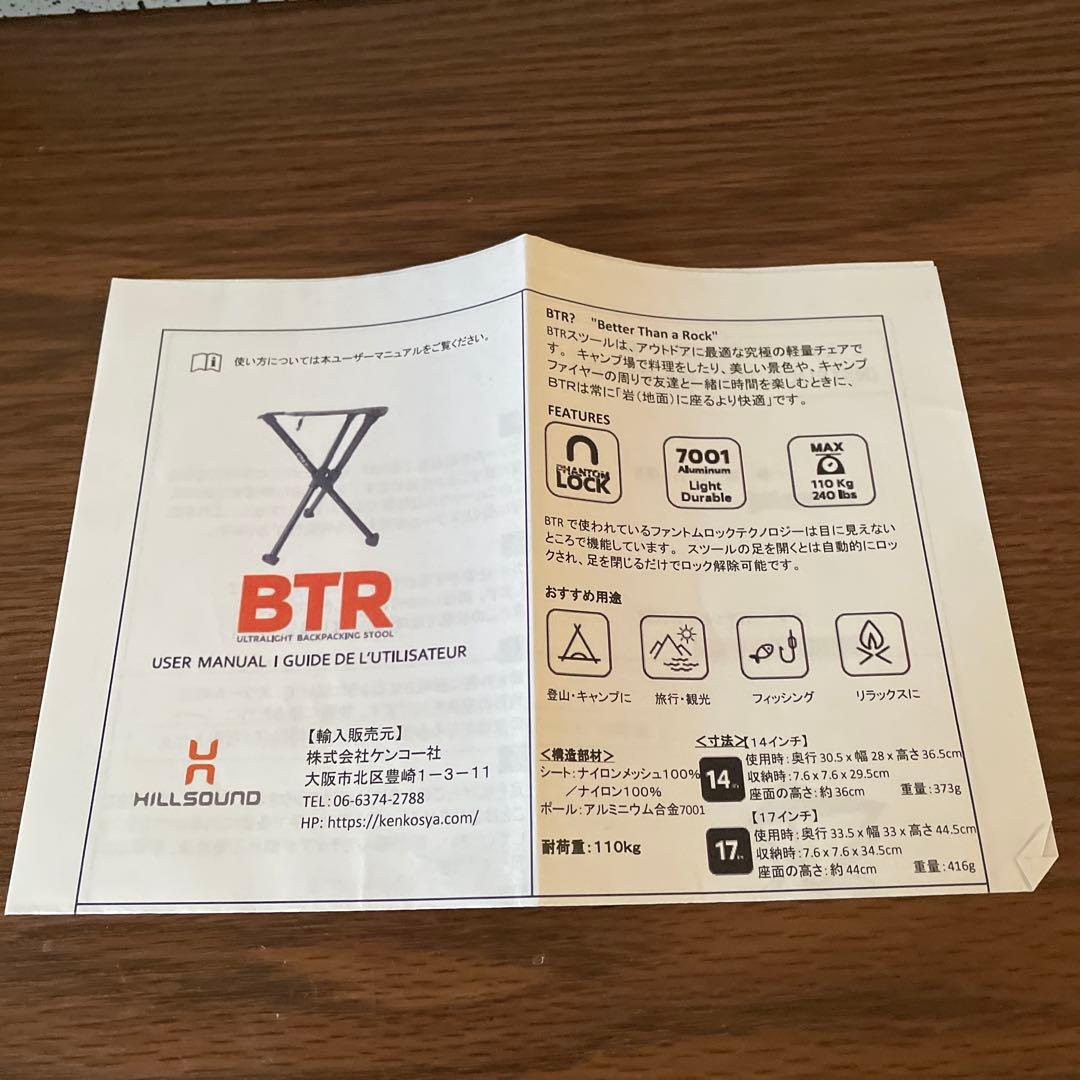 使い方については本ユーザーマニュアルをご覧ください。
BTR
ULTRALIGHT BACKPACKING STOOL
USER MANUAL I GUIDE DE L'UTILISATEUR
HILLSOUND
【輸入販売元】
株式会社ケンコー社
大阪市北区豊崎1-3-11
TEL:06-6374-2788
HP: https://kenkosya.com/
BTR? "Better Than a Rock"
BTRスツールは、アウトドアに最適な究極の軽量チェアで
す。 キャンプ場で料理をしたり、美しい景色や、キャンプ
ファイヤーの周りで友達と一緒に時間を楽しむときに、
BTRは常に「岩(地面)に座るより快適」です。
FEATURES
PHANTOM
LOCK
7001
Aluminum
Light
Durable
MAX
110 Kg
240 lbs
BTR で使われているファントムロックテクノロジーは目に見えない
ところで機能しています。 スツールの足を開くとは自動的にロッ
クされ、足を閉じるだけでロック解除可能です。
おすすめ用途
登山・キャンプに
旅行・観光
フィッシング
リラックスに
<構造部材>
シート:ナイロンメッシュ100%
/ナイロン100%
ポール:アルミニウム合金7001
耐荷重:110kg
<寸法>【14インチ】
14in
使用時:奥行 30.5 x 幅 28 x 高さ 36.5cm
収納時:7.6 x 7.6 x 29.5cm
座面の高さ:約 36cm 重量:373g
【17インチ】
17in
使用時:奥行 33.5 x 幅 33 x 高さ 44.5cm
収納時:7.6 x 7.6 x 34.5cm
座面の高さ:約 44cm 重量:416g